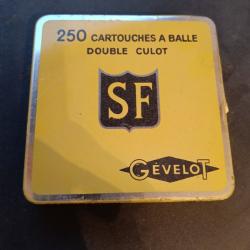 250 CARTOUCHES A BALLE
DOUBLE CULOT
SF
GÉVELOT